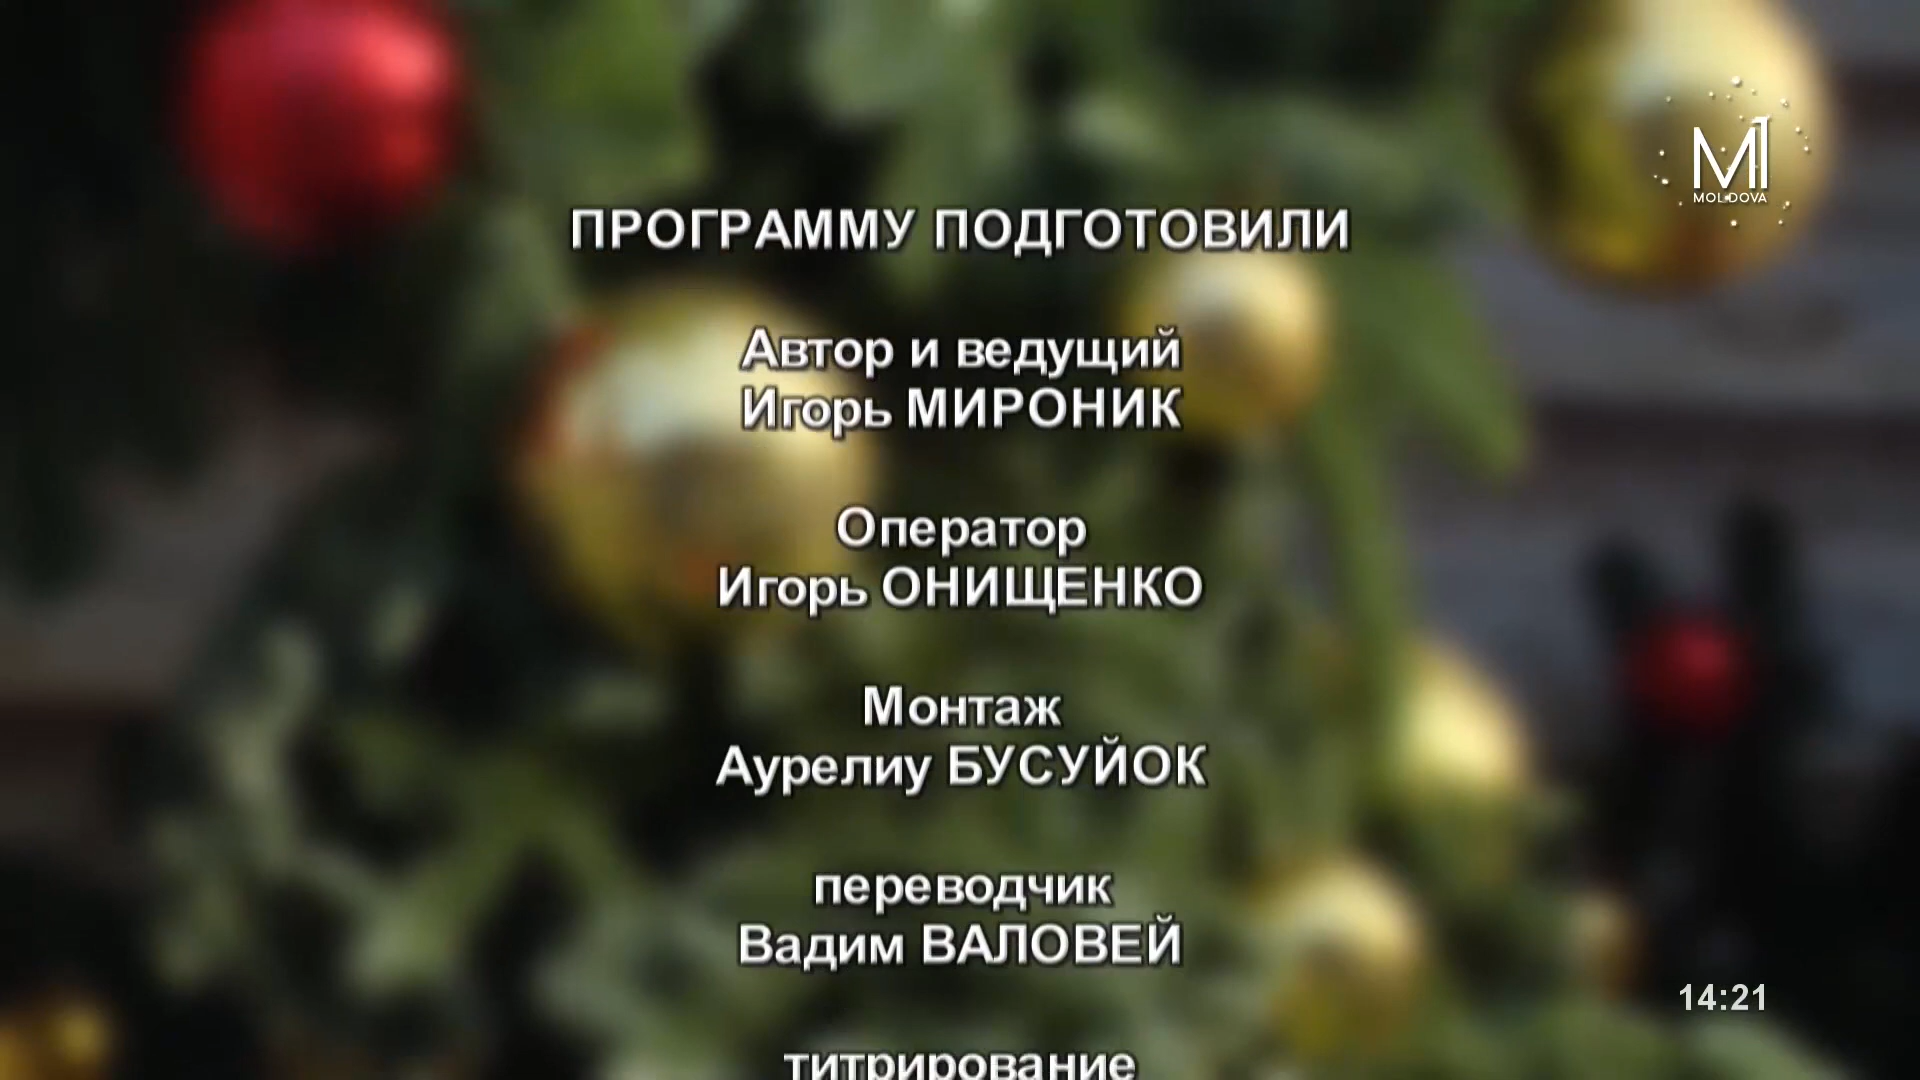 M1
MOLDOVA
ПРОГРАММУ ПОДГОТОВИЛИ
Автор и ведущий
Игорь МИРОНИК
Оператор
Игорь ОНИЩЕНКО
Монтаж
Аурелиу БУСУЙОК
переводчик
Вадим ВАЛОВЕЙ
14:21
титрирование